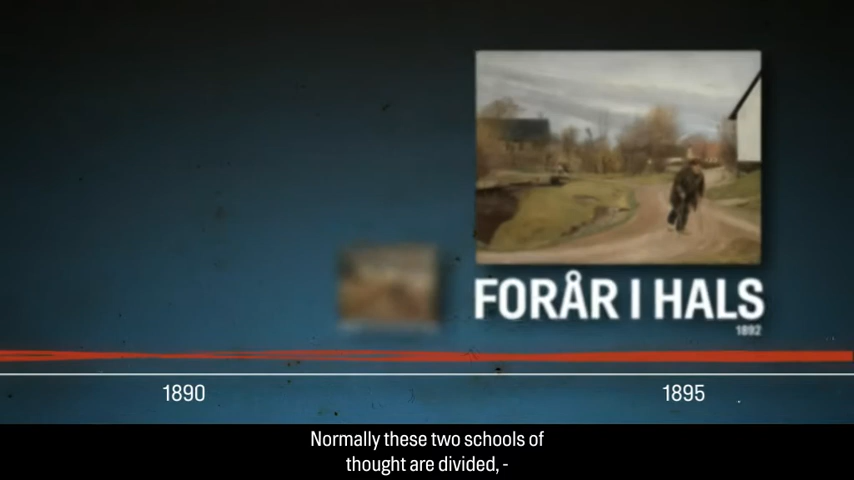 FORÅR I HALS
1892
1890
1895
Normally these two schools of
thought are divided, -